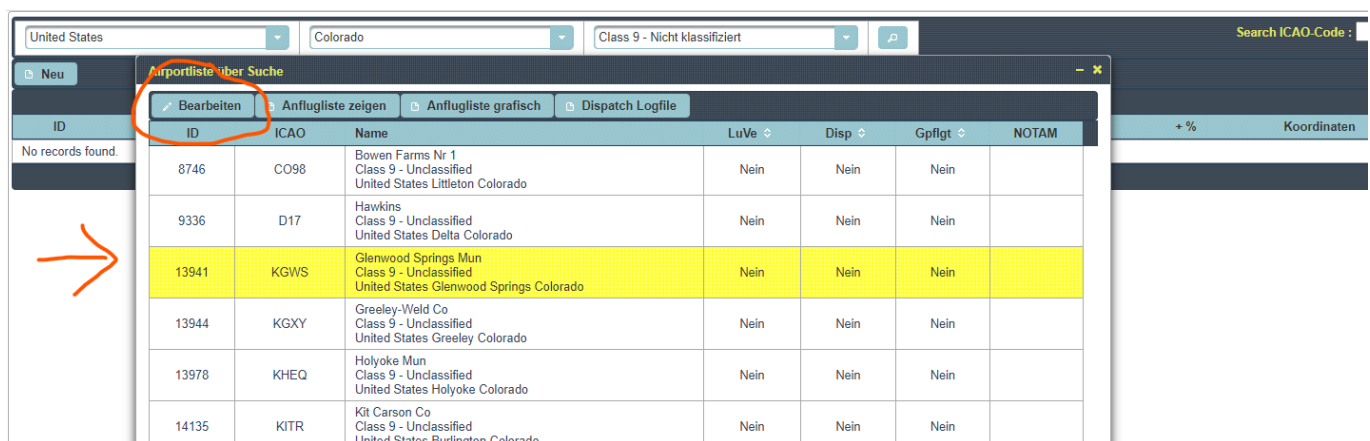 United States Colorado Class 9 - Nicht klassifiziert Search ICAO-Code :
Neu Airportliste über Suche
Bearbeiten Anflugliste zeigen Anflugliste grafisch Dispatch Logfile
ID + % Koordinaten
ID ICAO Name LuVe Disp Gpflgt NOTAM
No records found.
Bowen Farms Nr 1
8746 CO98 Class 9 - Unclassified Nein Nein Nein
United States Littleton Colorado
Hawkins
9336 D17 Class 9 - Unclassified Nein Nein Nein
United States Delta Colorado
Glenwood Springs Mun
13941 KGWS Class 9 - Unclassified Nein Nein Nein
United States Glenwood Springs Colorado
Greeley-Weld Co
13944 KGXY Class 9 - Unclassified Nein Nein Nein
United States Greeley Colorado
Holyoke Mun
13978 KHEQ Class 9 - Unclassified Nein Nein Nein
United States Holyoke Colorado
Kit Carson Co
14135 KITR Class 9 - Unclassified Nein Nein Nein
United States Burlington Colorado